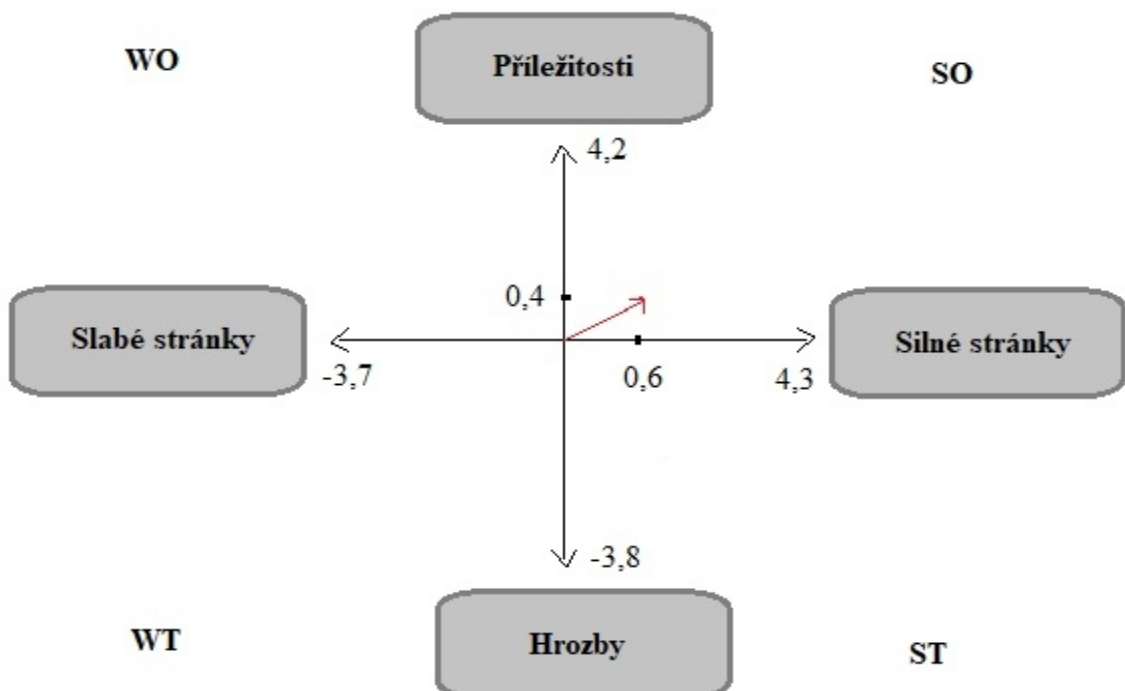 WO
Příležitosti
SO
4,2
0,4
Slabé stránky
Silné stránky
-3,7
0,6
4,3
-3,8
WT
Hrozby
ST